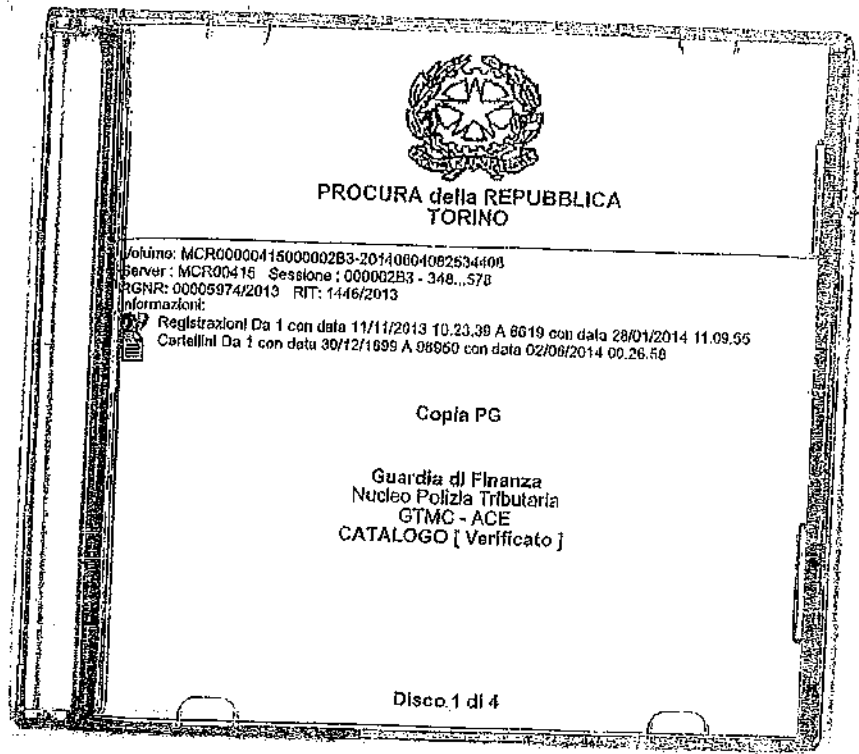 PROCURA della REPUBBLICA
TORINO
Volume: MCR00000415000002B3-20140604082534408
Server : MCR00415 Sessione : 000002B3 - 348...578
RGNR: 00005974/2013 RIT: 1446/2013
Informazioni:
Registrazioni Da 1 con data 11/11/2013 10.23.39 A 6619 con data 28/01/2014 11.09.55
Cartellini Da 1 con data 30/12/1899 A 98950 con data 02/06/2014 00.26.58
Copia PG
Guardia di Finanza
Nucleo Polizia Tributaria
GTMC - ACE
CATALOGO [ Verificato ]
Disco 1 di 4